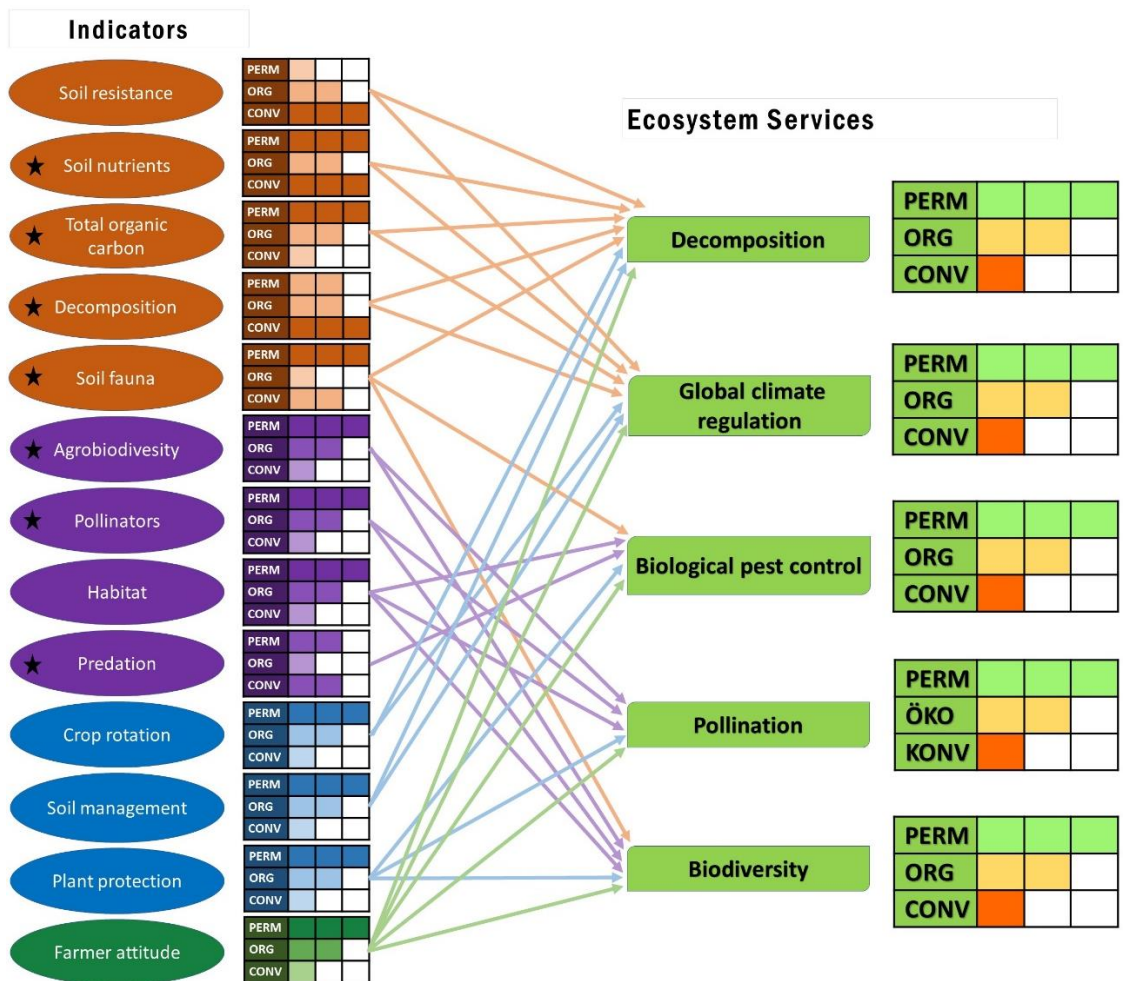 Indicators
Soil resistance
PERM
ORG
CONV
★ Soil nutrients
PERM
ORG
CONV
★ Total organic
carbon
PERM
ORG
CONV
★ Decomposition
PERM
ORG
CONV
★ Soil fauna
PERM
ORG
CONV
★ Agrobiodivesity
PERM
ORG
CONV
★ Pollinators
PERM
ORG
CONV
Habitat
PERM
ORG
CONV
★ Predation
PERM
ORG
CONV
Crop rotation
PERM
ORG
CONV
Soil management
PERM
ORG
CONV
Plant protection
PERM
ORG
CONV
Farmer attitude
PERM
ORG
CONV
Ecosystem Services
Decomposition
PERM
ORG
CONV
Global climate
regulation
PERM
ORG
CONV
Biological pest control
PERM
ORG
CONV
Pollination
PERM
ÖKO
KONV
Biodiversity
PERM
ORG
CONV